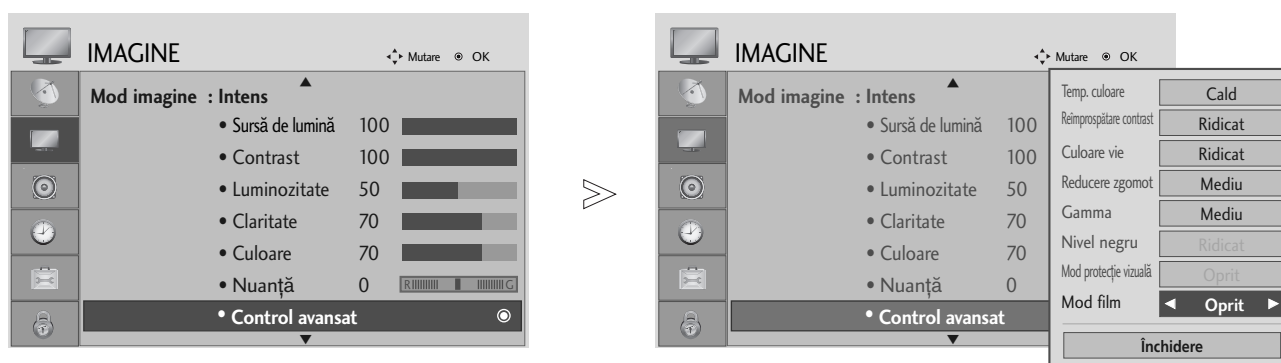 IMAGINE
Mutare OK
Mod imagine : Intens
• Sursă de lumină 100
• Contrast 100
• Luminozitate 50
• Claritate 70
• Culoare 70
• Nuanţă 0 R G
• Control avansat
IMAGINE
Mutare OK
Mod imagine : Intens
• Sursă de lumină 100
• Contrast 100
• Luminozitate 50
• Claritate 70
• Culoare 70
• Nuanţă 0
• Control avansat
Temp. culoare Cald
Reîmprospătare contrast Ridicat
Culoare vie Ridicat
Reducere zgomot Mediu
Gamma Mediu
Nivel negru Ridicat
Mod protecţie vizuală Oprit
Mod film Oprit
Închidere